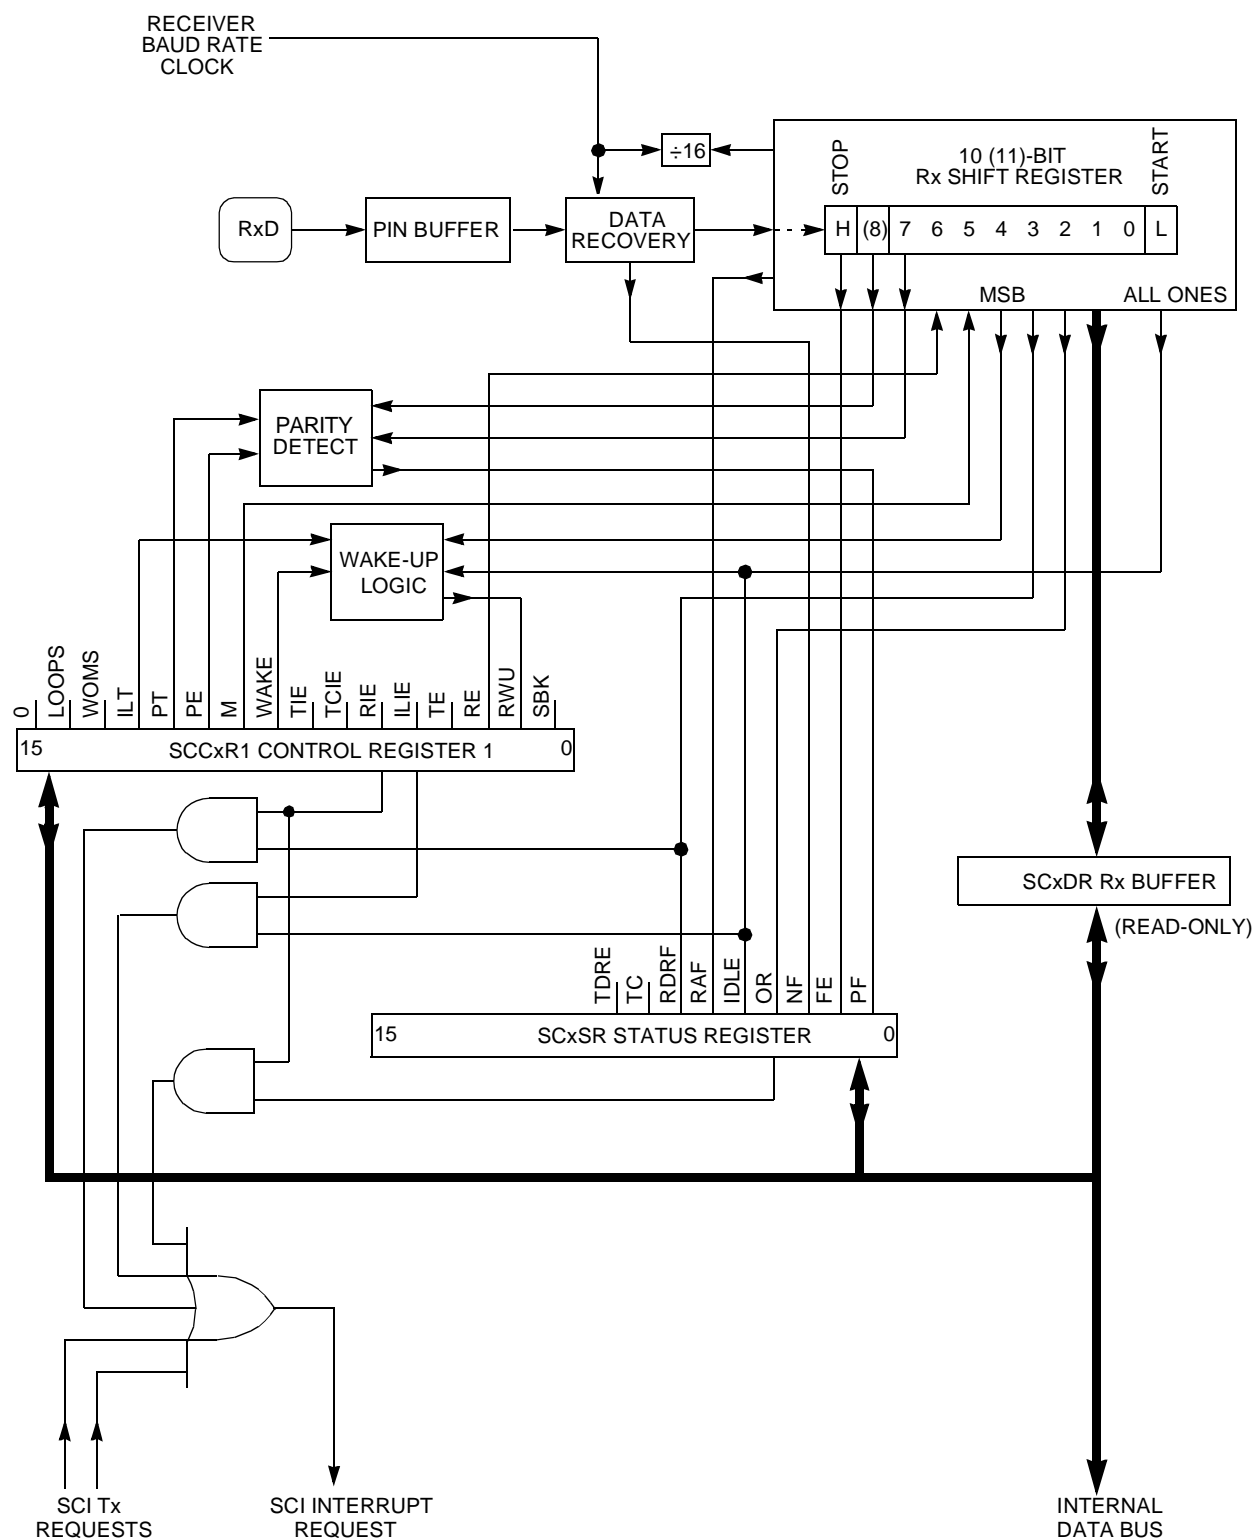 RECEIVER
BAUD RATE
CLOCK
÷16
STOP
10 (11)-BIT
Rx SHIFT REGISTER
START
RxD
PIN BUFFER
DATA
RECOVERY
H (8) 7 6 5 4 3 2 1 0 L
MSB
ALL ONES
PARITY
DETECT
WAKE-UP
LOGIC
0
LOOPS
WOMS
ILT
PT
PE
M
WAKE
TIE
TCIE
RIE
ILIE
TE
RE
RWU
SBK
15 SCCxR1 CONTROL REGISTER 1 0
SCxDR Rx BUFFER
(READ-ONLY)
TDRE
TC
RDRF
RAF
IDLE
OR
NF
FE
PF
15 SCxSR STATUS REGISTER 0
SCI Tx
REQUESTS
SCI INTERRUPT
REQUEST
INTERNAL
DATA BUS